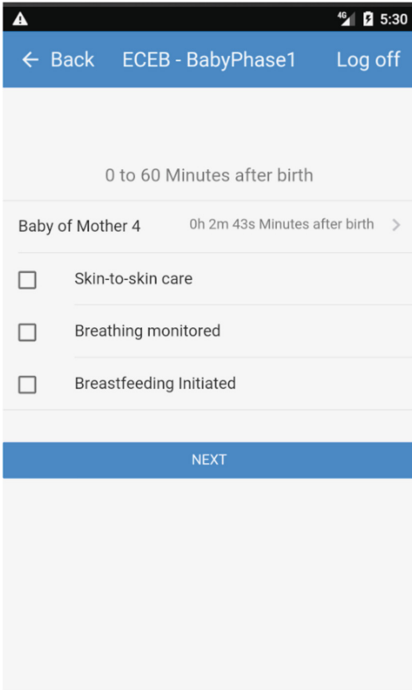 4G 5:30
Back ECEB - BabyPhase1 Log off
0 to 60 Minutes after birth
Baby of Mother 4 0h 2m 43s Minutes after birth
Skin-to-skin care
Breathing monitored
Breastfeeding Initiated
NEXT